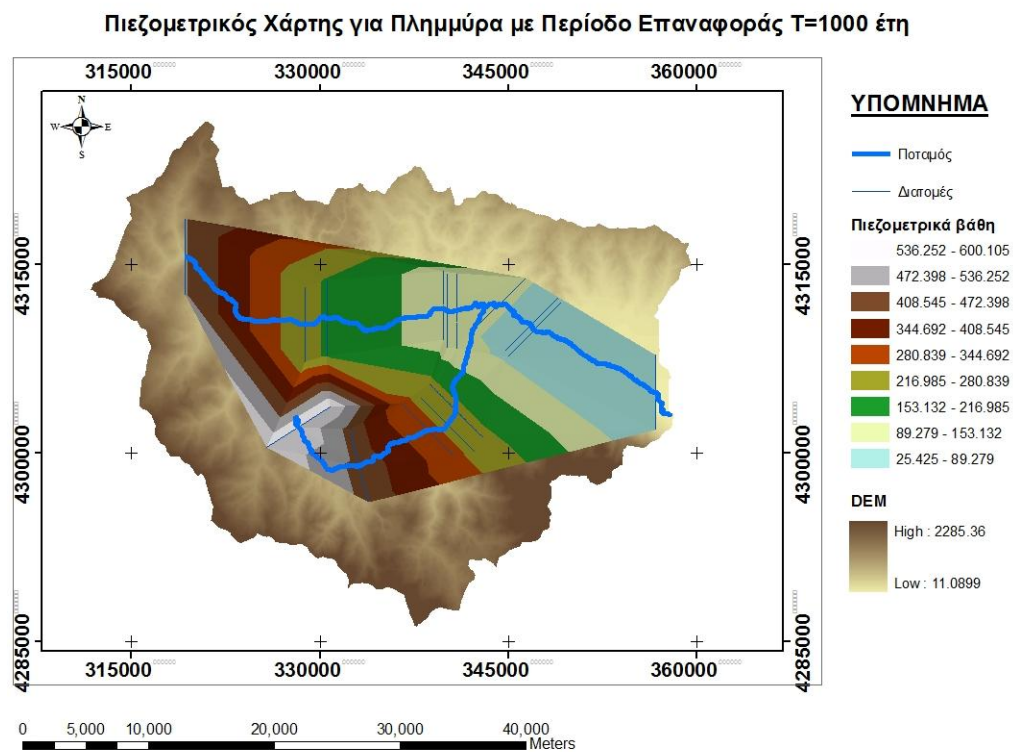 Πιεζομετρικός Χάρτης για Πλημμύρα με Περίοδο Επαναφοράς Τ=1000 έτη
315000 330000 345000 360000
N
W E
S
4315000 4315000
4300000 4300000
4285000 4285000
315000 330000 345000 360000
ΥΠΟΜΝΗΜΑ
Ποταμός
Διατομές
Πιεζομετρικά βάθη
536.252 - 600.105
472.398 - 536.252
408.545 - 472.398
344.692 - 408.545
280.839 - 344.692
216.985 - 280.839
153.132 - 216.985
89.279 - 153.132
25.425 - 89.279
DEM
High : 2285.36
Low : 11.0899
0 5,000 10,000 20,000 30,000 40,000
Meters